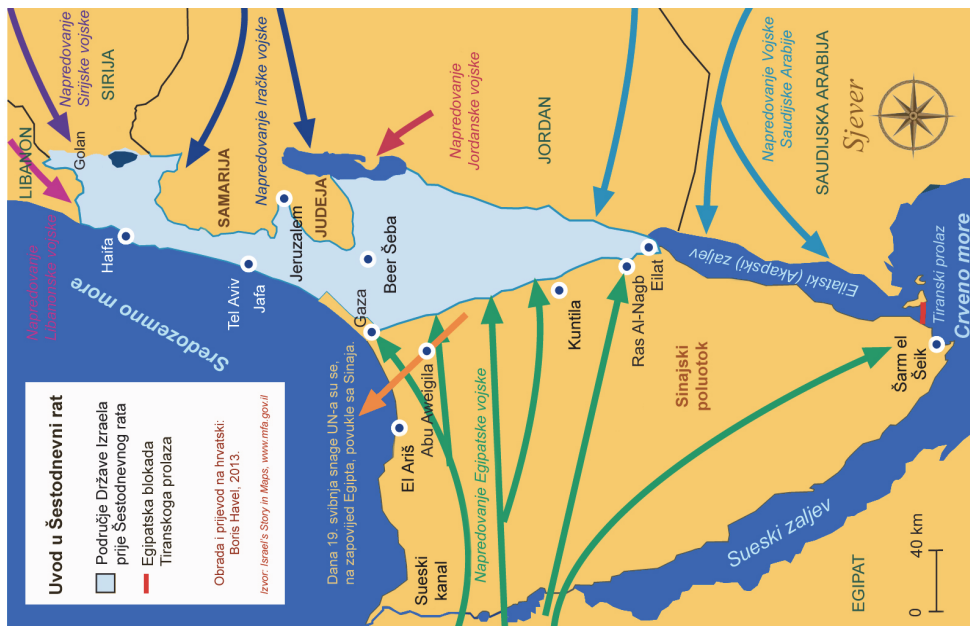 Uvod u Šestodnevni rat
Područje Države Izraela
prije Šestodnevnog rata
Egipatska blokada
Tiranskoga prolaza
Obrada i prijevod na hrvatski:
Boris Havel, 2013.
Izvor: Israel's Story in Maps, www.mfa.gov.il
Sredozemno more
Napredovanje
Libanonske vojske
LIBANON
Napredovanje
Sirijske vojske
SIRIJA
Golan
Haifa
SAMARIJA
Napredovanje Iračke vojske
Tel Aviv
Jafa
Jeruzalem
JUDEJA
Napredovanje
Jordanske vojske
Gaza
Beer Šeba
JORDAN
Dana 19. svibnja snage UN-a su se,
na zapovijed Egipta, povukle sa Sinaja.
El Ariš
Abu Aweigila
Sueski
kanal
Napredovanje Egipatske vojske
Kuntila
Ras Al-Nagb
Eilat
Sinajski
poluotok
Eilatski (Akapski) zaljev
Napredovanje Vojske
Saudijske Arabije
SAUDIJSKA ARABIJA
Sjever
Šarm el
Šeik
Tiranski prolaz
Crveno more
Sueski zaljev
EGIPAT
0
40 km